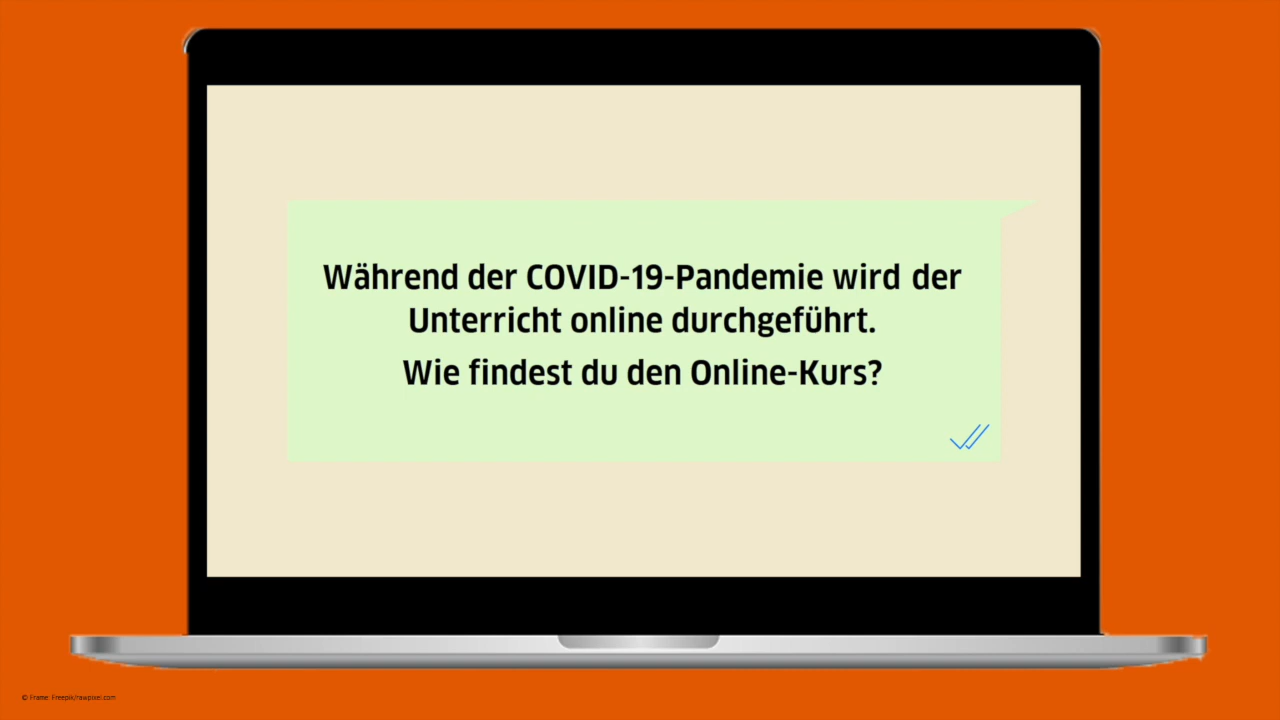 Während der COVID-19-Pandemie wird der
Unterricht online durchgeführt.
Wie findest du den Online-Kurs?
© Frame: Freepik/rawpixel.com